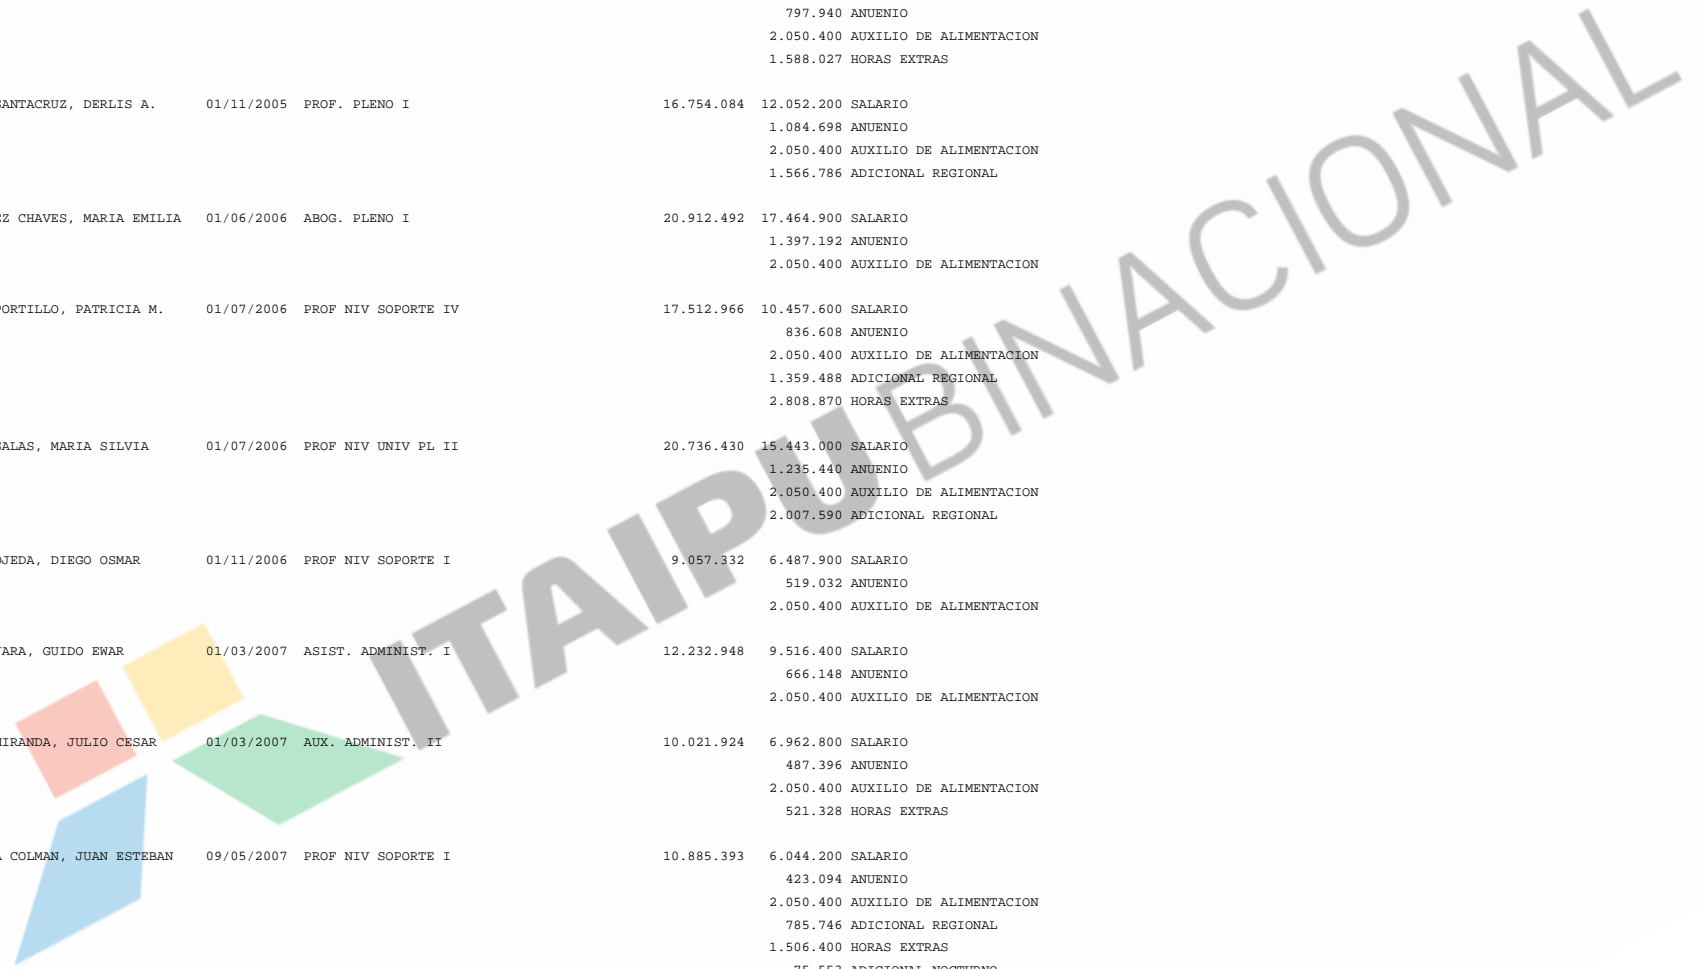 797.940 ANUENIO
2.050.400 AUXILIO DE ALIMENTACION
1.588.027 HORAS EXTRAS
SANTACRUZ, DERLIS A. 01/11/2005 PROF. PLENO I 16.754.084 12.052.200 SALARIO
1.084.698 ANUENIO
2.050.400 AUXILIO DE ALIMENTACION
1.566.786 ADICIONAL REGIONAL
EZ CHAVES, MARIA EMILIA 01/06/2006 ABOG. PLENO I 20.912.492 17.464.900 SALARIO
1.397.192 ANUENIO
2.050.400 AUXILIO DE ALIMENTACION
PORTILLO, PATRICIA M. 01/07/2006 PROF NIV SOPORTE IV 17.512.966 10.457.600 SALARIO
836.608 ANUENIO
2.050.400 AUXILIO DE ALIMENTACION
1.359.488 ADICIONAL REGIONAL
2.808.870 HORAS EXTRAS
ALAS, MARIA SILVIA 01/07/2006 PROF NIV UNIV PL II 20.736.430 15.443.000 SALARIO
1.235.440 ANUENIO
2.050.400 AUXILIO DE ALIMENTACION
2.007.590 ADICIONAL REGIONAL
OJEDA, DIEGO OSMAR 01/11/2006 PROF NIV SOPORTE I 9.057.332 6.487.900 SALARIO
519.032 ANUENIO
2.050.400 AUXILIO DE ALIMENTACION
ARA, GUIDO EWAR 01/03/2007 ASIST. ADMINIST. I 12.232.948 9.516.400 SALARIO
666.148 ANUENIO
2.050.400 AUXILIO DE ALIMENTACION
MIRANDA, JULIO CESAR 01/03/2007 AUX. ADMINIST. II 10.021.924 6.962.800 SALARIO
487.396 ANUENIO
2.050.400 AUXILIO DE ALIMENTACION
521.328 HORAS EXTRAS
A COLMAN, JUAN ESTEBAN 09/05/2007 PROF NIV SOPORTE I 10.885.393 6.044.200 SALARIO
423.094 ANUENIO
2.050.400 AUXILIO DE ALIMENTACION
785.746 ADICIONAL REGIONAL
1.506.400 HORAS EXTRAS
75.553 ADICIONAL NOCTURNO
ITAIPU BINACIONAL